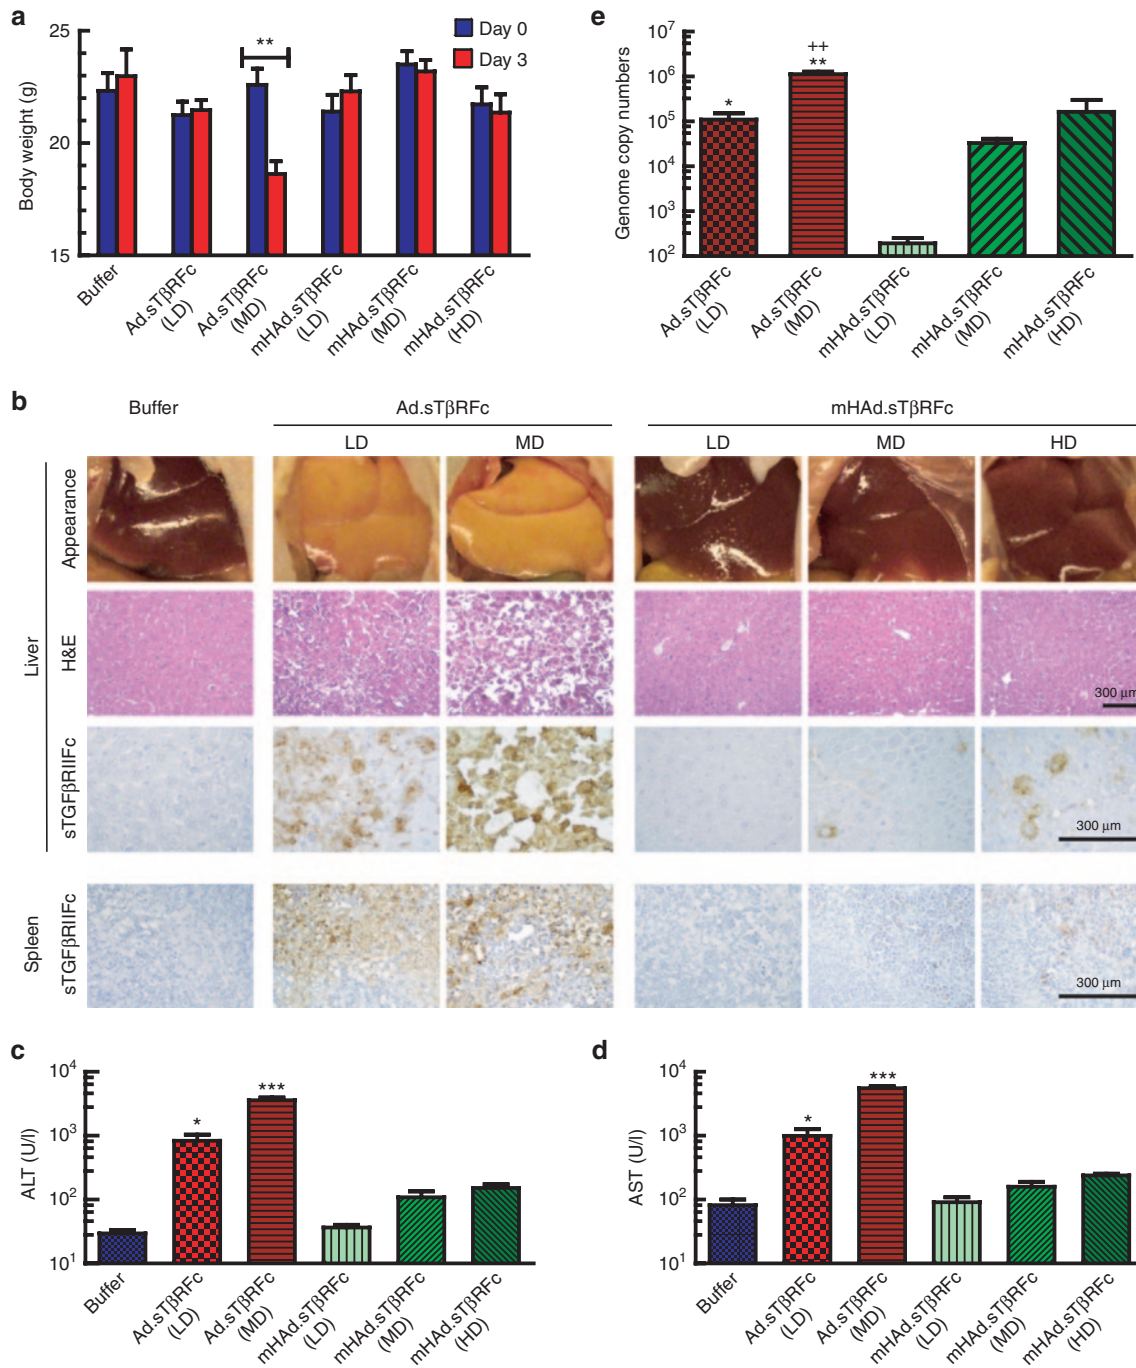 a
25
20
15
Body weight (g)
**
Day 0
Day 3
Buffer
Ad.sTβRFc
(LD)
Ad.sTβRFc
(MD)
mHAd.sTβRFc
(LD)
mHAd.sTβRFc
(MD)
mHAd.sTβRFc
(HD)
e
10⁷
10⁶
10⁵
10⁴
10³
10²
Genome copy numbers
*
++
**
Ad.sTβRFc
(LD)
Ad.sTβRFc
(MD)
mHAd.sTβRFc
(LD)
mHAd.sTβRFc
(MD)
mHAd.sTβRFc
(HD)
b
Buffer
Ad.sTβRFc
mHAd.sTβRFc
LD
MD
LD
MD
HD
Liver
Appearance
H&E
300 μm
sTGFβRIIFc
300 μm
Spleen
sTGFβRIIFc
300 μm
c
10⁴
10³
10²
10¹
ALT (U/l)
*
***
Buffer
Ad.sTβRFc
(LD)
Ad.sTβRFc
(MD)
mHAd.sTβRFc
(LD)
mHAd.sTβRFc
(MD)
mHAd.sTβRFc
(HD)
d
10⁴
10³
10²
10¹
AST (U/l)
*
***
Buffer
Ad.sTβRFc
(LD)
Ad.sTβRFc
(MD)
mHAd.sTβRFc
(LD)
mHAd.sTβRFc
(MD)
mHAd.sTβRFc
(HD)